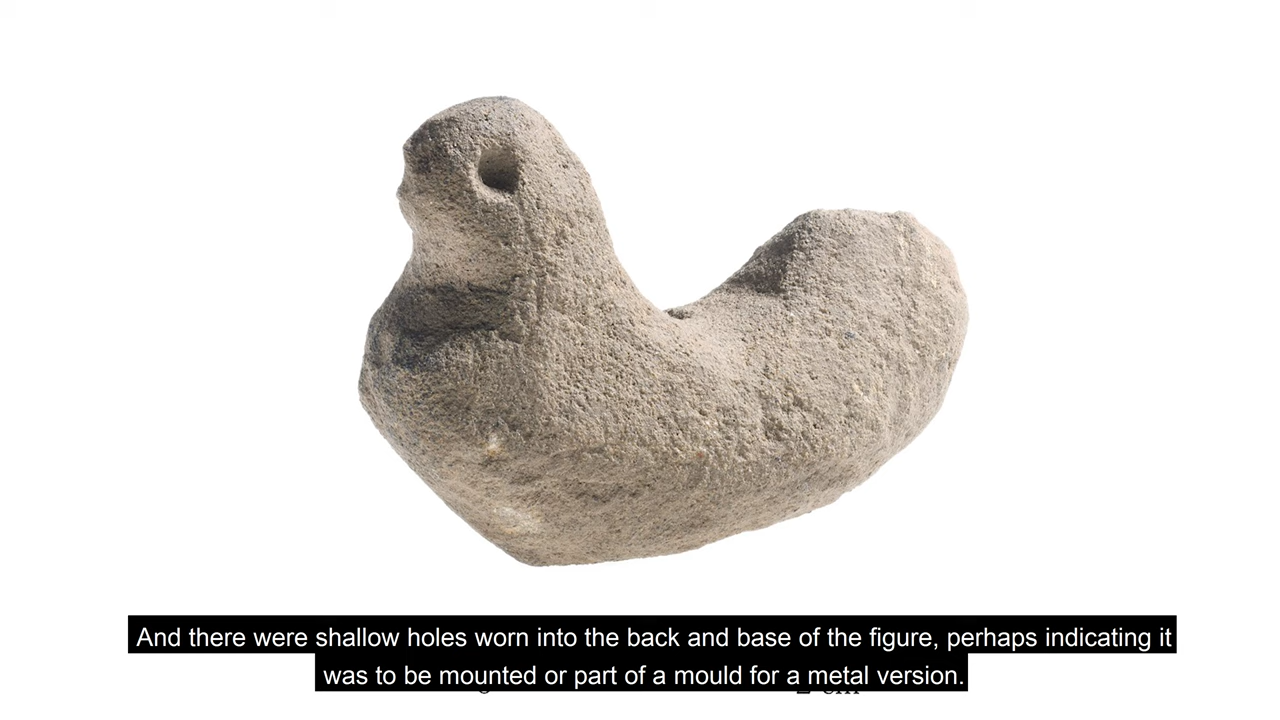 And there were shallow holes worn into the back and base of the figure, perhaps indicating it
was to be mounted or part of a mould for a metal version.